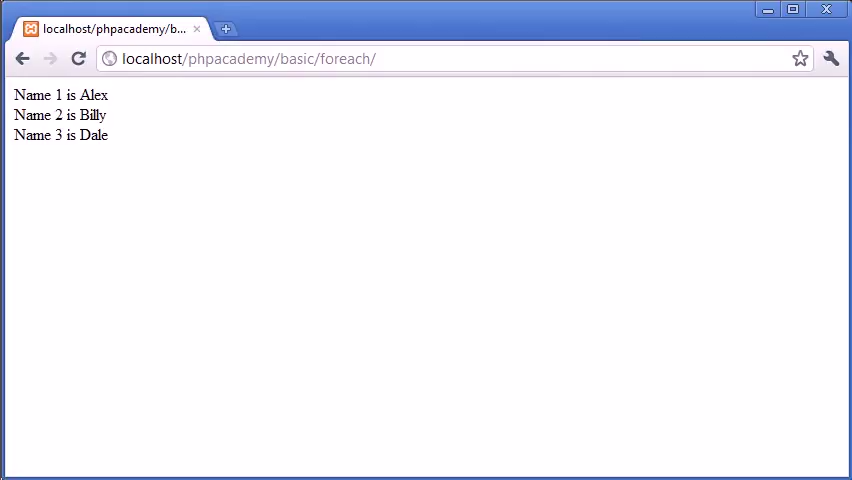 localhost/phpacademy/b...
localhost/phpacademy/basic/foreach/
Name 1 is Alex
Name 2 is Billy
Name 3 is Dale